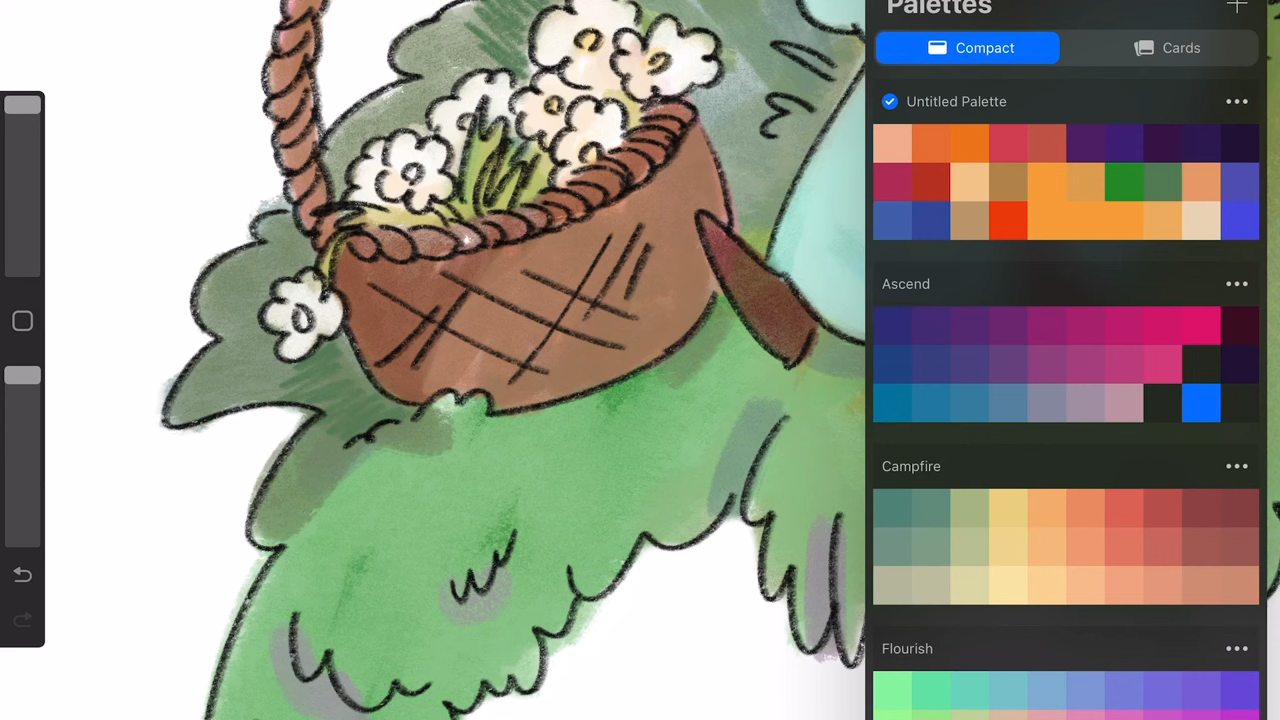 Palettes
Compact
Cards
Untitled Palette
Ascend
Campfire
Flourish